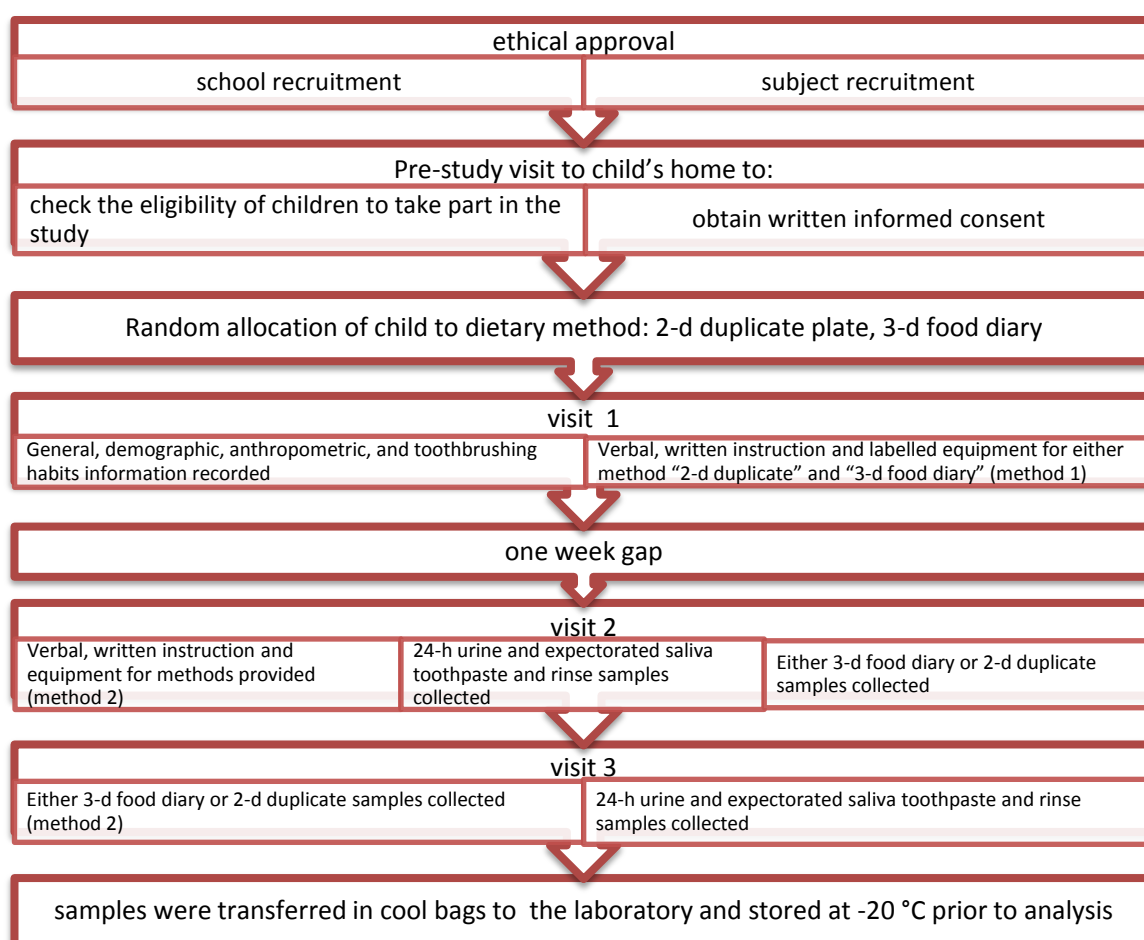 ethical approval
school recruitment
subject recruitment
Pre-study visit to child's home to:
check the eligibility of children to take part in the
study
obtain written informed consent
Random allocation of child to dietary method: 2-d duplicate plate, 3-d food diary
visit 1
General, demographic, anthropometric, and toothbrushing
habits information recorded
Verbal, written instruction and labelled equipment for either
method “2-d duplicate” and “3-d food diary” (method 1)
one week gap
visit 2
Verbal, written instruction and
equipment for methods provided
(method 2)
24-h urine and expectorated saliva
toothpaste and rinse samples
collected
Either 3-d food diary or 2-d duplicate
samples collected
visit 3
Either 3-d food diary or 2-d duplicate samples collected
(method 2)
24-h urine and expectorated saliva toothpaste and rinse
samples collected
samples were transferred in cool bags to the laboratory and stored at -20 °C prior to analysis